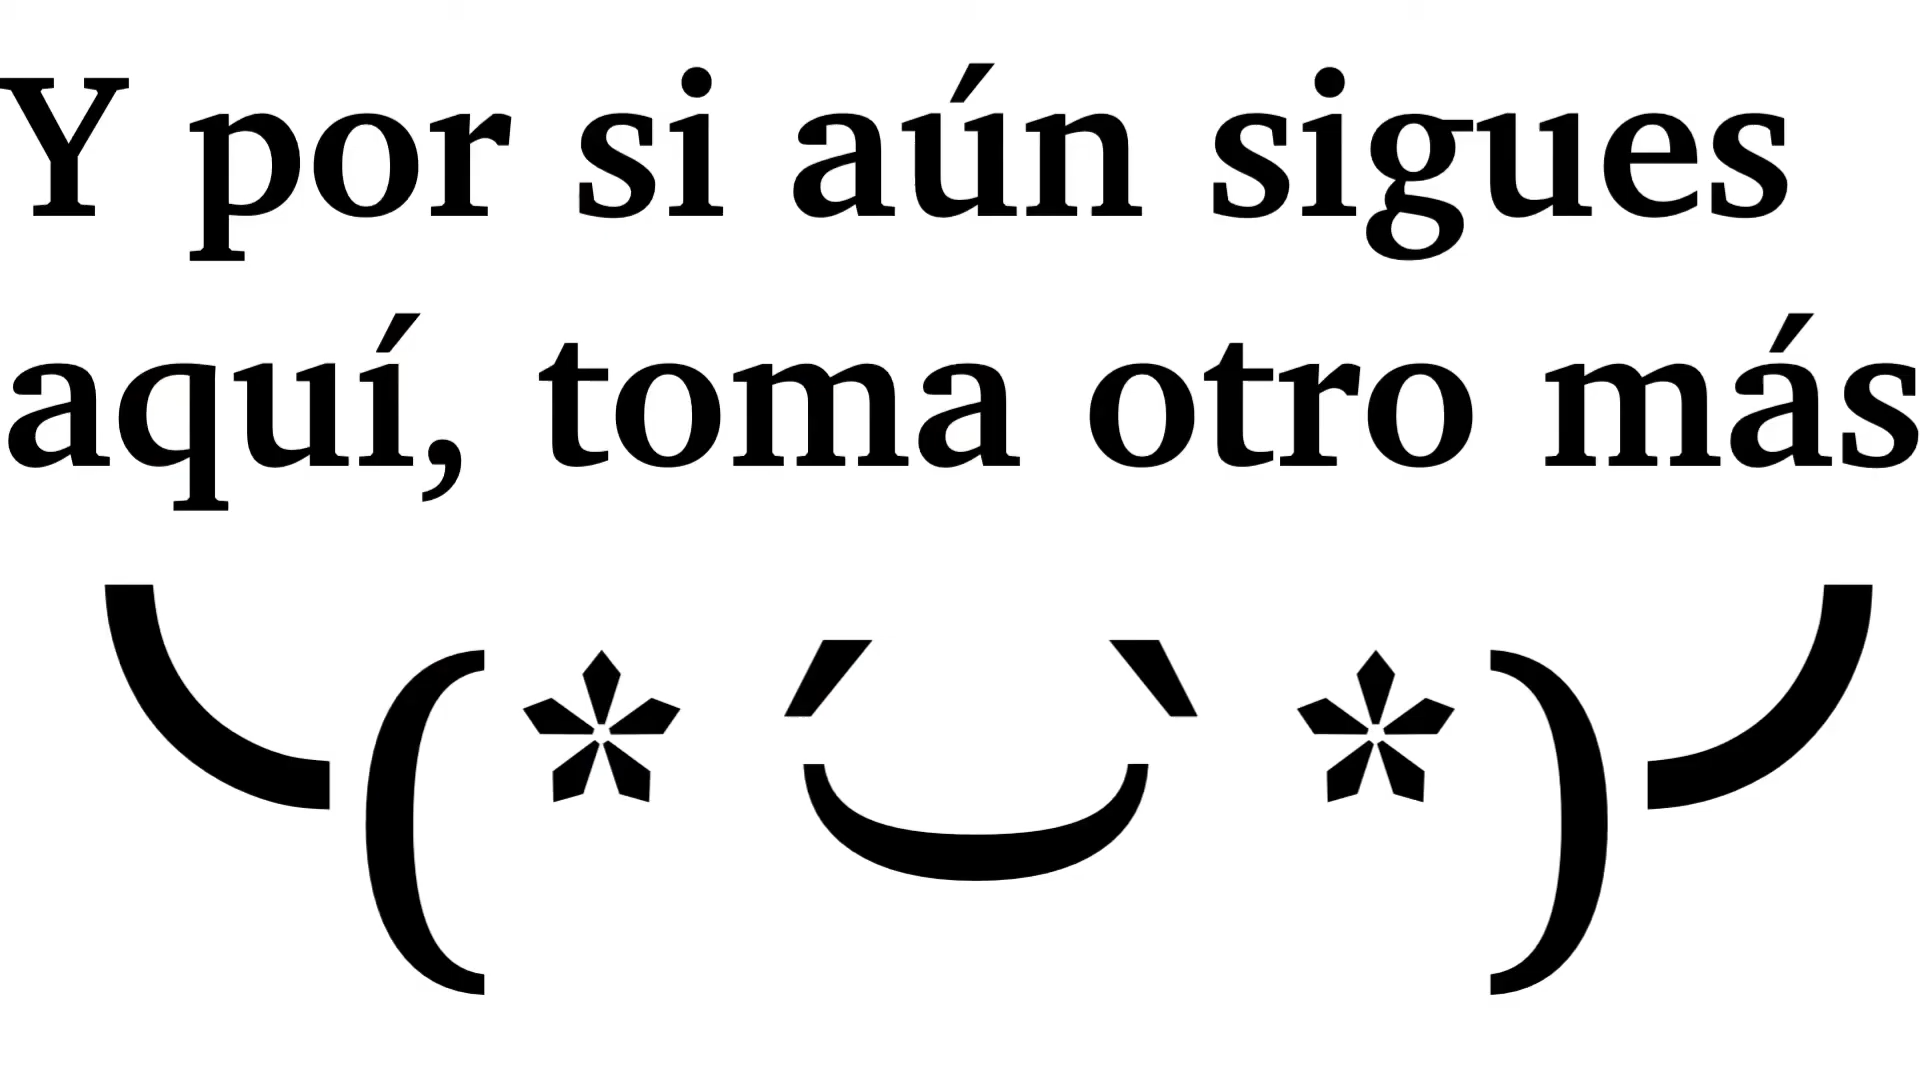 Y por si aún sigues
aquí, toma otro más
╰(*´︶`*)╯